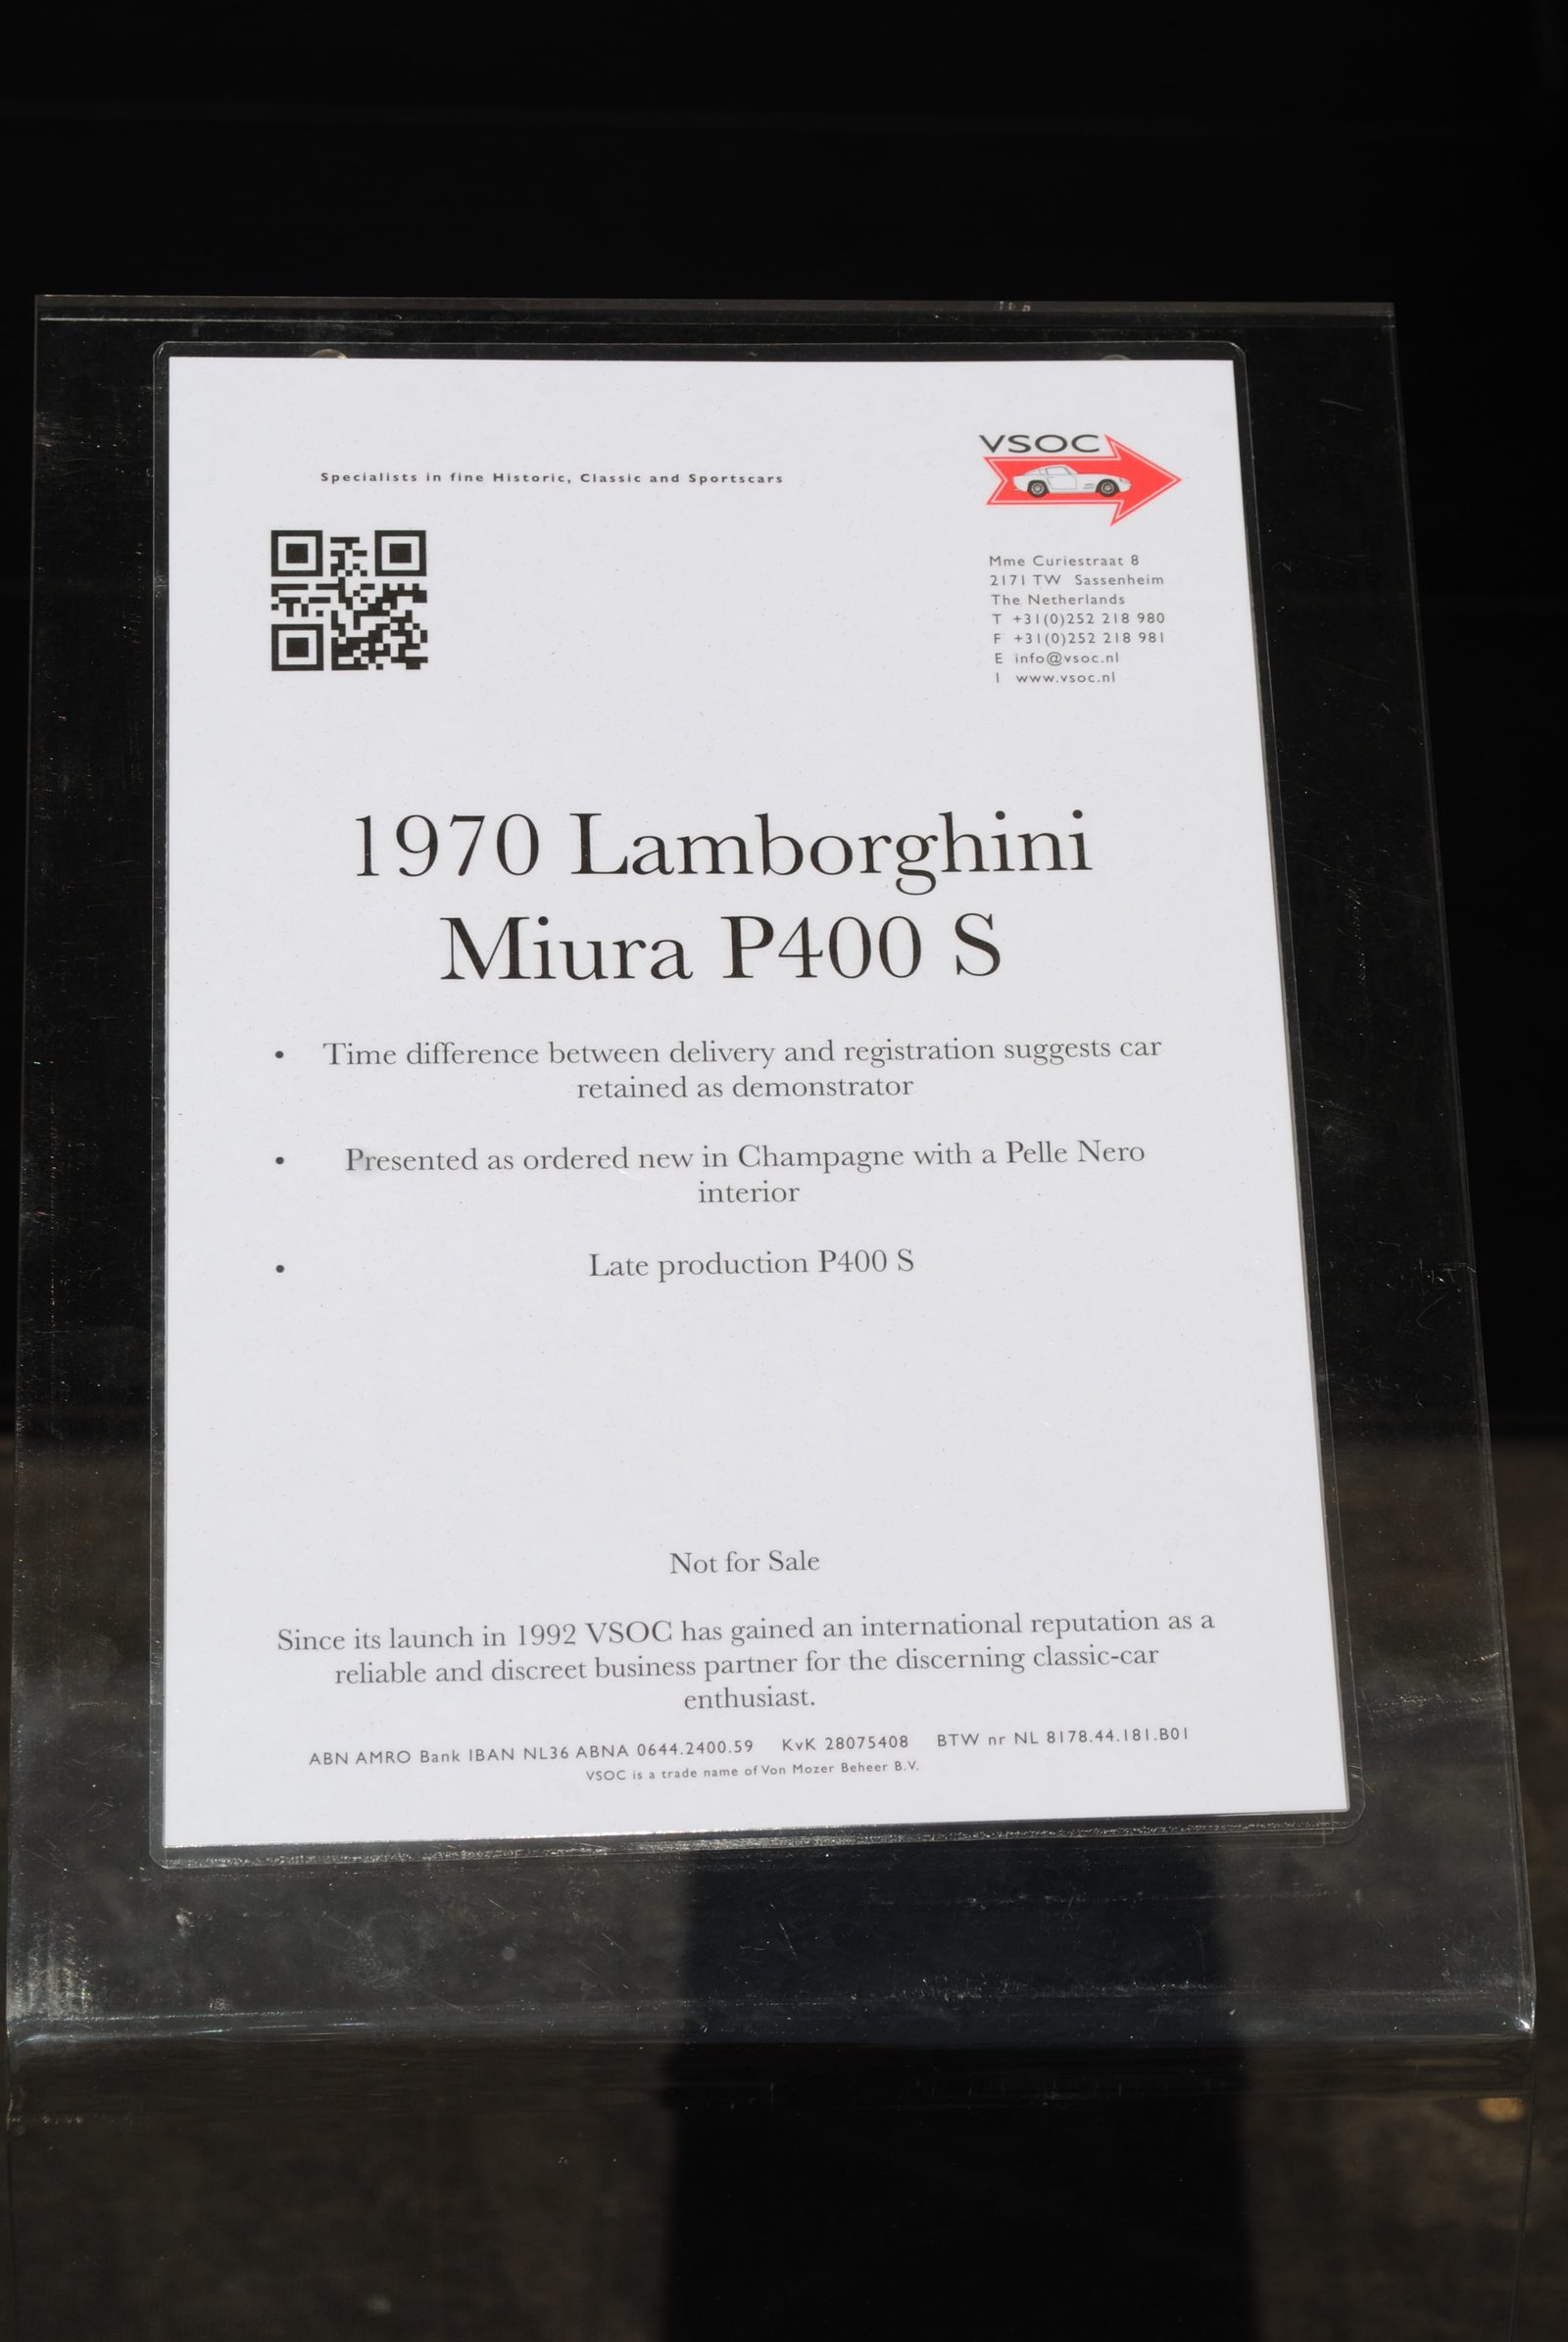 VSOC
Specialists in fine Historic, Classic and Sportscars
Mme Curiestraat 8
2171 TW Sassenheim
The Netherlands
T +31(0)252 218 980
F +31(0)252 218 981
E info@vsoc.nl
I www.vsoc.nl
1970 Lamborghini
Miura P400 S
• Time difference between delivery and registration suggests car
retained as demonstrator
• Presented as ordered new in Champagne with a Pelle Nero
interior
• Late production P400 S
Not for Sale
Since its launch in 1992 VSOC has gained an international reputation as a
reliable and discreet business partner for the discerning classic-car
enthusiast.
ABN AMRO Bank IBAN NL36 ABNA 0644.2400.59 KvK 28075408 BTW nr NL 8178.44.181.B01
VSOC is a trade name of Von Mozer Beheer B.V.